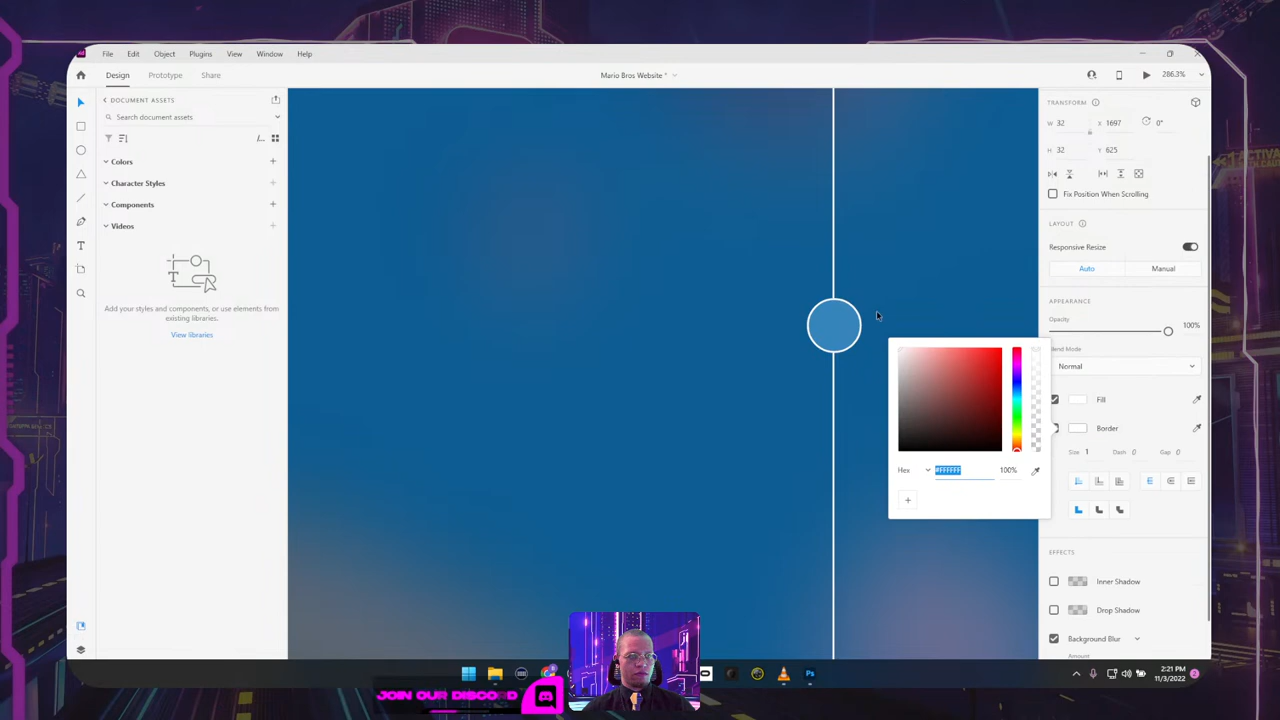 File Edit Object Plugins View Window Help
Design Prototype Share Mario Bros Website * 286.3%
DOCUMENT ASSETS
Search document assets
Colors
Character Styles
Components
Videos
Add your styles and components, or use elements from
existing libraries.
View libraries
TRANSFORM
W 32 X 1697 0°
H 32 Y 625
Fix Position When Scrolling
LAYOUT
Responsive Resize
Auto Manual
APPEARANCE
Opacity
100%
Blend Mode
Normal
Fill
Border
Size 1 Dash 0 Gap 0
Hex #FFFFFF 100%
EFFECTS
Inner Shadow
Drop Shadow
Background Blur
Amount
2:21 PM
11/3/2022
JOIN OUR DISCORD